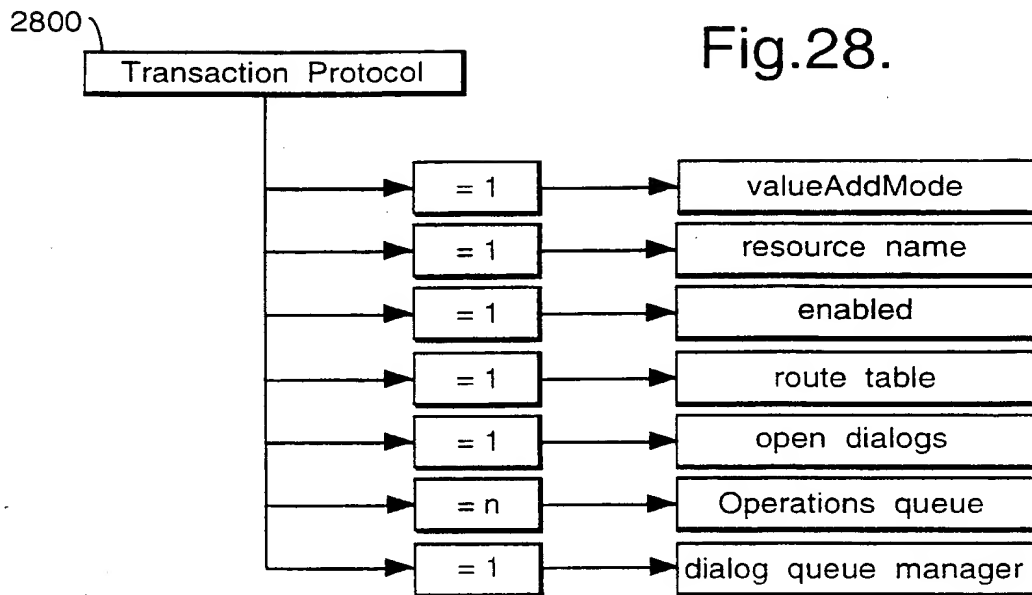 2800
Fig.28.
Transaction Protocol
= 1 valueAddMode
= 1 resource name
= 1 enabled
= 1 route table
= 1 open dialogs
= n Operations queue
= 1 dialog queue manager